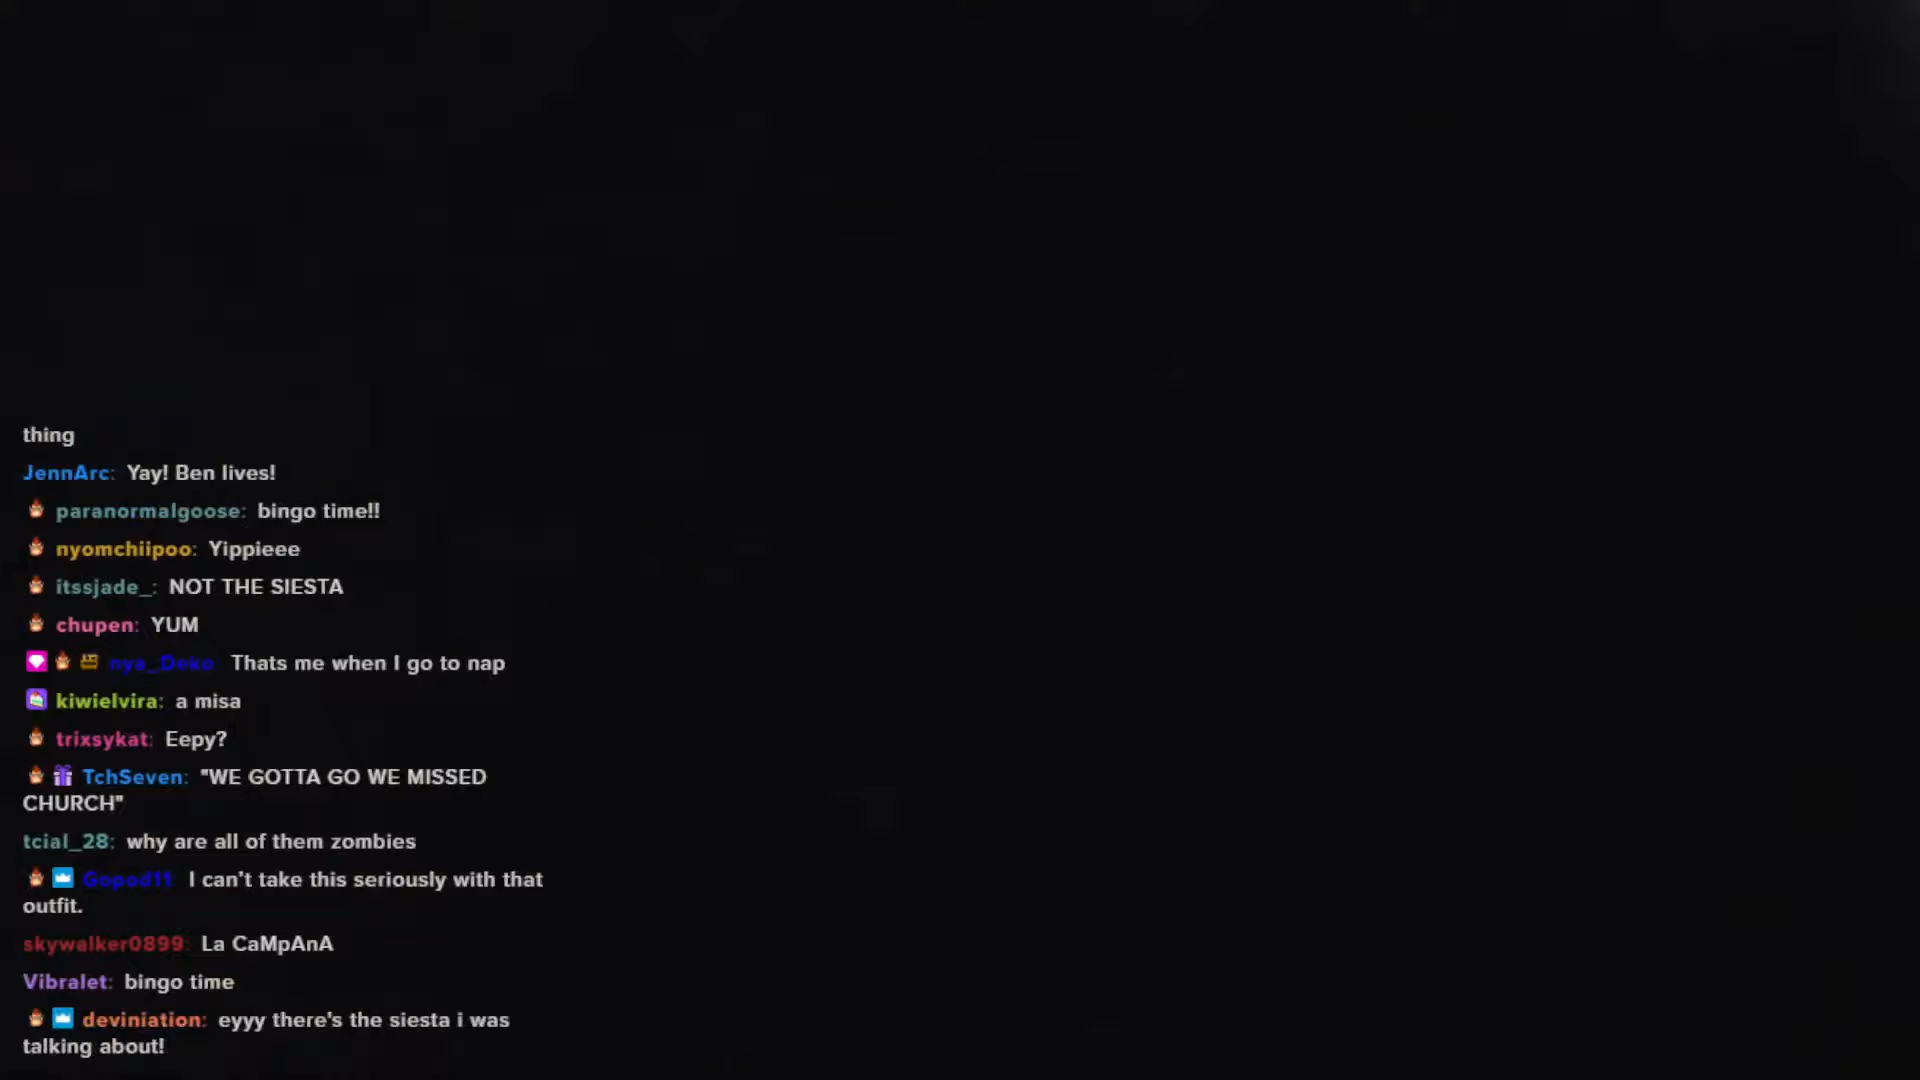 thing
JennArc: Yay! Ben lives!
paranormalgoose: bingo time!!
nyomchiipoo: Yippieee
itssjade_: NOT THE SIESTA
chupen: YUM
nya_Deko Thats me when I go to nap
kiwielvira: a misa
trixsykat: Eepy?
TchSeven: "WE GOTTA GO WE MISSED
CHURCH"
tcial_28: why are all of them zombies
Gopod11 I can't take this seriously with that
outfit.
skywalker0899: La CaMpAnA
Vibralet: bingo time
deviniation: eyyy there's the siesta i was
talking about!